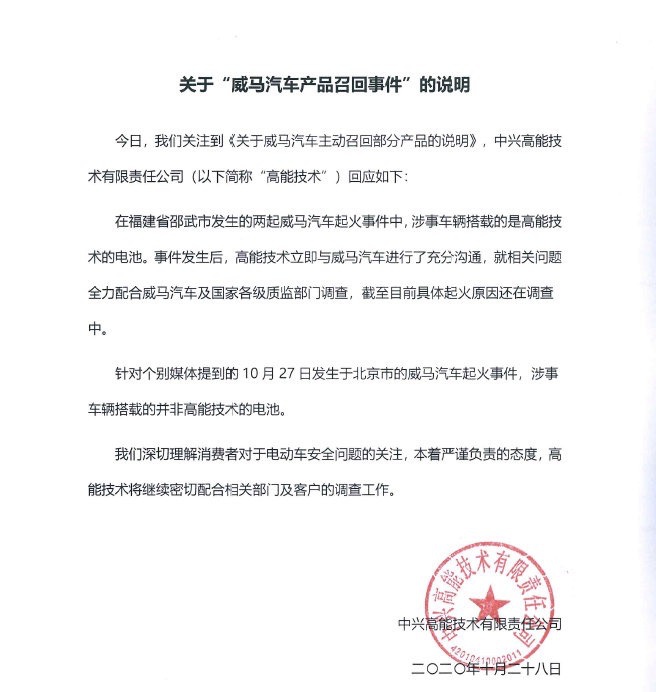 关于“威马汽车产品召回事件”的说明
今日，我们关注到《关于威马汽车主动召回部分产品的说明》，中兴高能技
术有限责任公司（以下简称“高能技术”）回应如下：
在福建省邵武市发生的两起威马汽车起火事件中，涉事车辆搭载的是高能技
术的电池。事件发生后，高能技术立即与威马汽车进行了充分沟通，就相关问题
全力配合威马汽车及国家各级质监部门调查，截至目前具体起火原因还在调查
中。
针对个别媒体提到的 10 月 27 日发生于北京市的威马汽车起火事件，涉事
车辆搭载的并非高能技术的电池。
我们深切理解消费者对于电动车安全问题的关注，本着严谨负责的态度，高
能技术将继续密切配合相关部门及客户的调查工作。
中兴高能技术有限责任公司
中兴高能技术有限责任公司
二〇二〇年十月二十八日